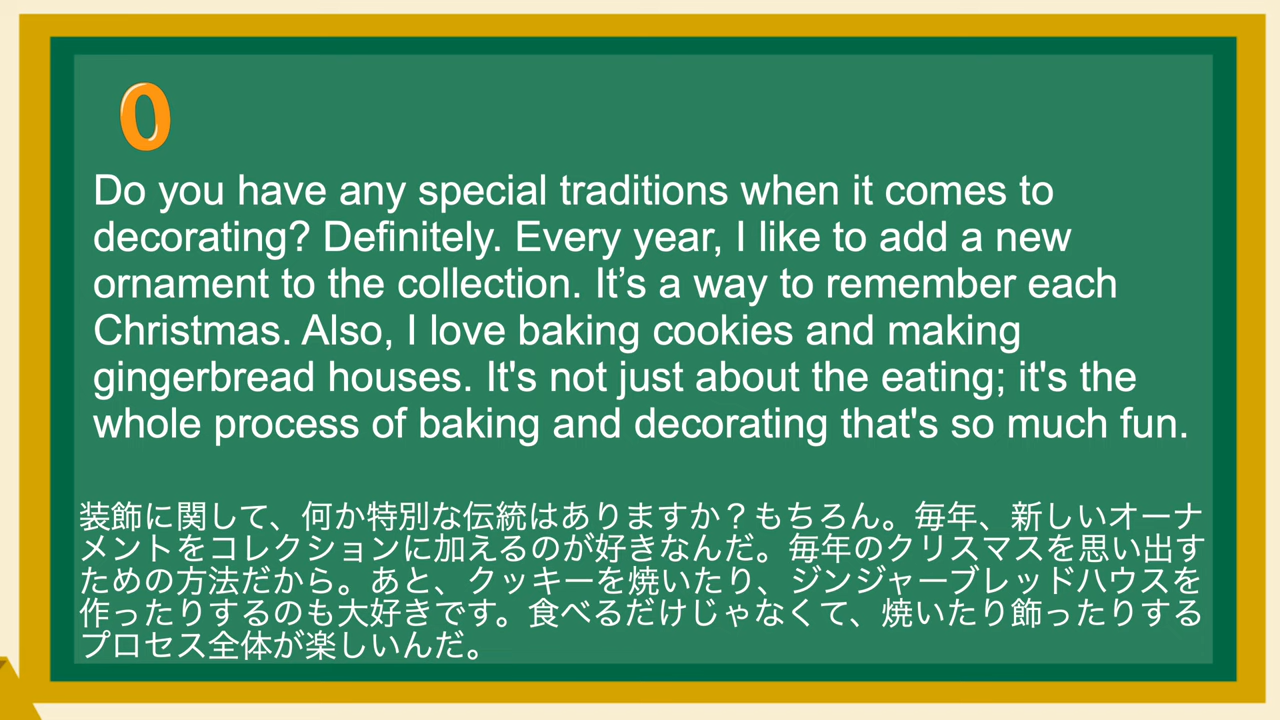 0
Do you have any special traditions when it comes to
decorating? Definitely. Every year, I like to add a new
ornament to the collection. It’s a way to remember each
Christmas. Also, I love baking cookies and making
gingerbread houses. It's not just about the eating; it's the
whole process of baking and decorating that's so much fun.
装飾に関して、何か特別な伝統はありますか？もちろん。毎年、新しいオーナ
メントをコレクションに加えるのが好きなんだ。毎年のクリスマスを思い出す
ための方法だから。あと、クッキーを焼いたり、ジンジャーブレッドハウスを
作ったりするのも大好きです。食べるだけじゃなくて、焼いたり飾ったりする
プロセス全体が楽しいんだ。